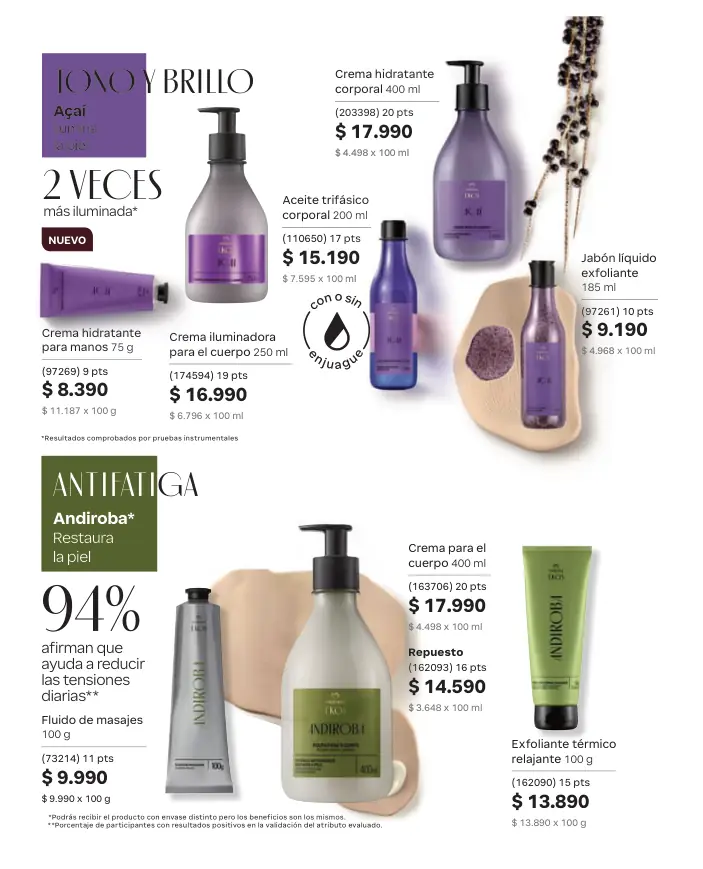 TONO Y BRILLO
Açaí
2 VECES
más iluminada*
NUEVO
Crema hidratante
para manos 75 g
(97269) 9 pts
$ 8.390
$ 11.187 x 100 g
Crema iluminadora
para el cuerpo 250 ml
(174594) 19 pts
$ 16.990
$ 6.796 x 100 ml
Aceite trifásico
corporal 200 ml
(110650) 17 pts
$ 15.190
$ 7.595 x 100 ml
con o sin
enjuague
Crema hidratante
corporal 400 ml
(203398) 20 pts
$ 17.990
$ 4.498 x 100 ml
Jabón líquido
exfoliante
185 ml
(97261) 10 pts
$ 9.190
$ 4.968 x 100 ml
*Resultados comprobados por pruebas instrumentales
ANTIFATIGA
Andiroba*
Restaura
la piel
94%
afirman que
ayuda a reducir
las tensiones
diarias**
Fluido de masajes
100 g
(73214) 11 pts
$ 9.990
$ 9.990 x 100 g
ANDIROBA
100g
EKOS
ANDIROBA
400ml
Crema para el
cuerpo 400 ml
(163706) 20 pts
$ 17.990
$ 4.498 x 100 ml
Repuesto
(162093) 16 pts
$ 14.590
$ 3.648 x 100 ml
EKOS
ANDIROBA
Exfoliante térmico
relajante 100 g
(162090) 15 pts
$ 13.890
$ 13.890 x 100 g
*Podrás recibir el producto con envase distinto pero los beneficios son los mismos.
**Porcentaje de participantes con resultados positivos en la validación del atributo evaluado.